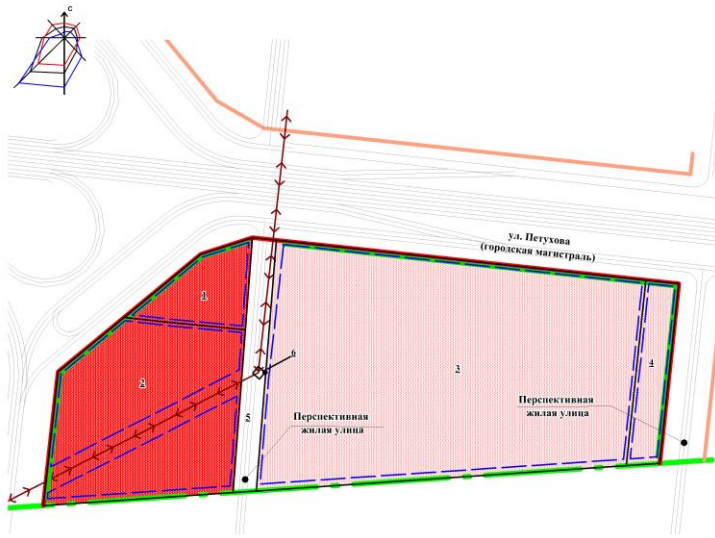 С
ул. Петухова
(городская магистраль)
1
6
4
3
2
Перспективная
жилая улица
5
Перспективная
жилая улица